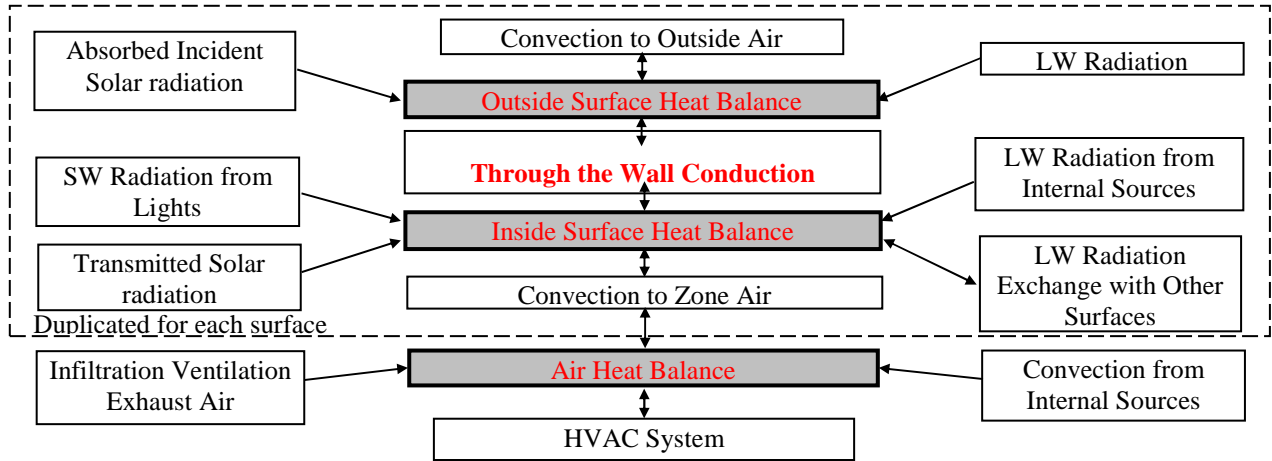 Absorbed Incident
Solar radiation
Convection to Outside Air
LW Radiation
Outside Surface Heat Balance
Through the Wall Conduction
SW Radiation from
Lights
LW Radiation from
Internal Sources
Inside Surface Heat Balance
Transmitted Solar
radiation
Convection to Zone Air
LW Radiation
Exchange with Other
Surfaces
Duplicated for each surface
Infiltration Ventilation
Exhaust Air
Air Heat Balance
Convection from
Internal Sources
HVAC System